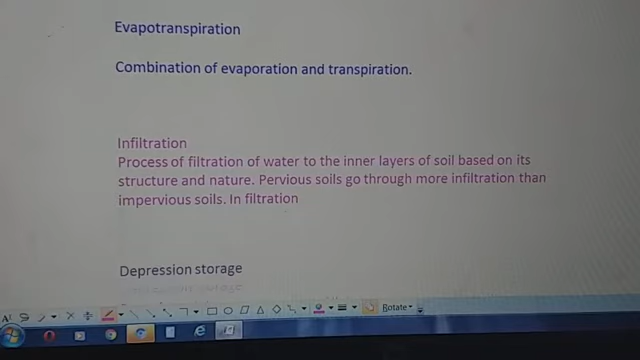 Evapotranspiration
Combination of evaporation and transpiration.
Infiltration
Process of filtration of water to the inner layers of soil based on its
structure and nature. Pervious soils go through more infiltration than
impervious soils. In filtration
Depression storage
Rotate